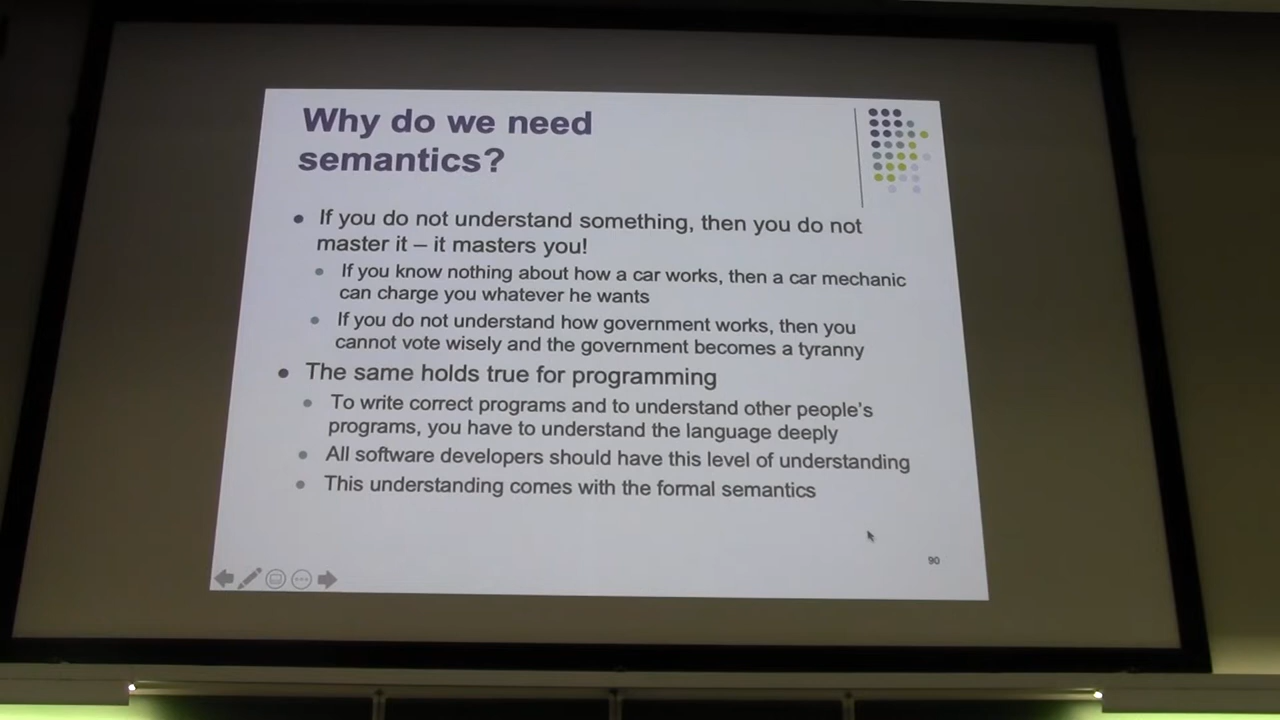 Why do we need
semantics?
If you do not understand something, then you do not
master it – it masters you!
If you know nothing about how a car works, then a car mechanic
can charge you whatever he wants
If you do not understand how government works, then you
cannot vote wisely and the government becomes a tyranny
The same holds true for programming
To write correct programs and to understand other people's
programs, you have to understand the language deeply
All software developers should have this level of understanding
This understanding comes with the formal semantics
90